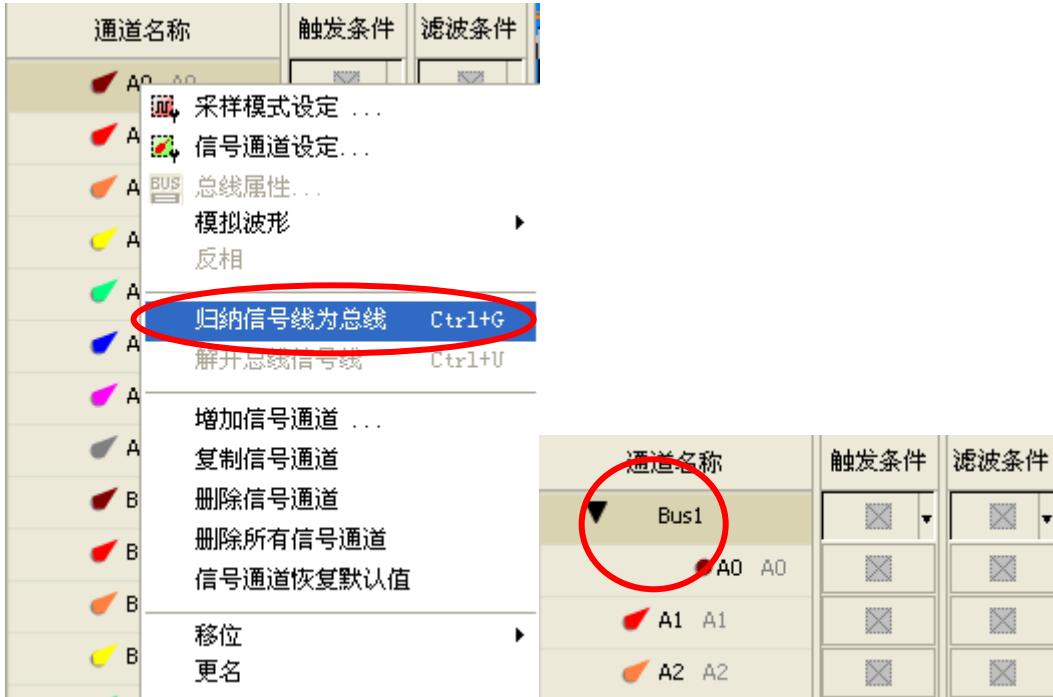 通道名称 触发条件 滤波条件
A0 A0
采样模式设定 ...
A
信号通道设定...
A
BUS 总线属性...
模拟波形
A
反相
A
归纳信号线为总线 Ctrl+G
A
解开总线信号线 Ctrl+U
A
增加信号通道 ...
A
复制信号通道
B
删除信号通道
B
删除所有信号通道
信号通道恢复默认值
B
移位
B
更名
通道名称 触发条件 滤波条件
Bus1
A0 A0
A1 A1
A2 A2